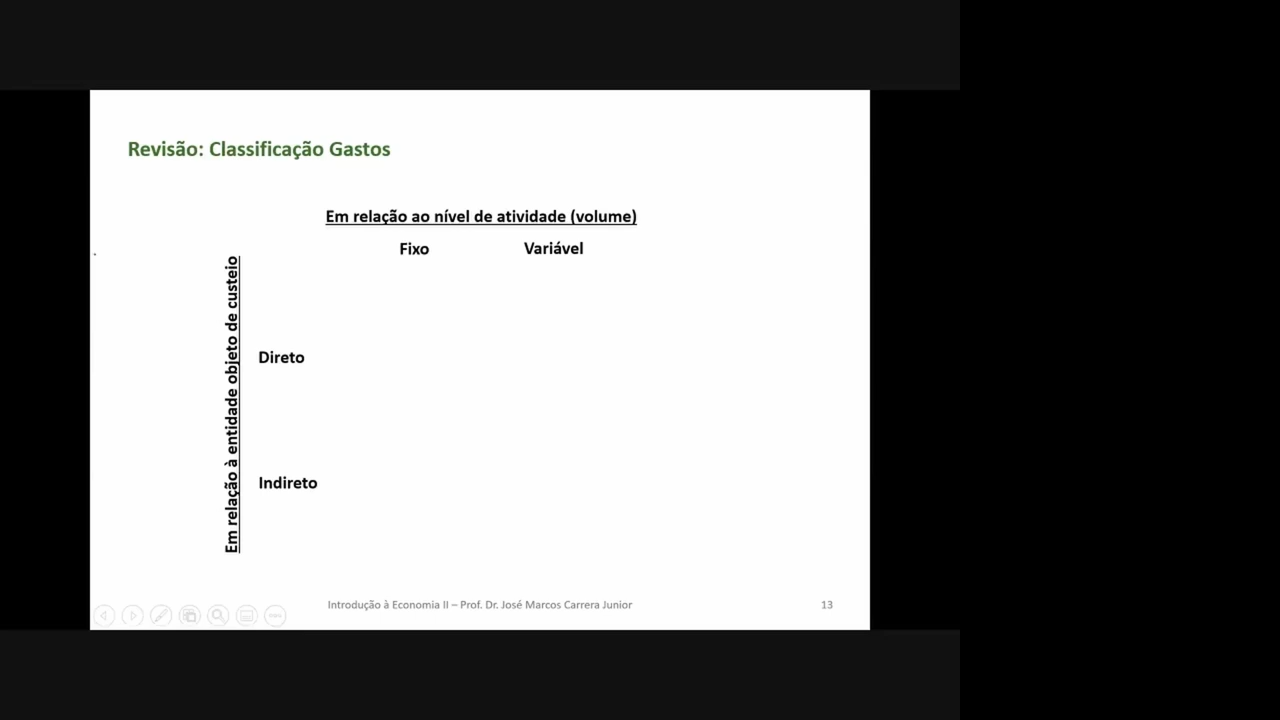 Revisão: Classificação Gastos
Em relação ao nível de atividade (volume)
Fixo Variável
Em relação à entidade objeto de custeio
Direto
Indireto
Introdução à Economia II – Prof. Dr. José Marcos Carrera Junior 13